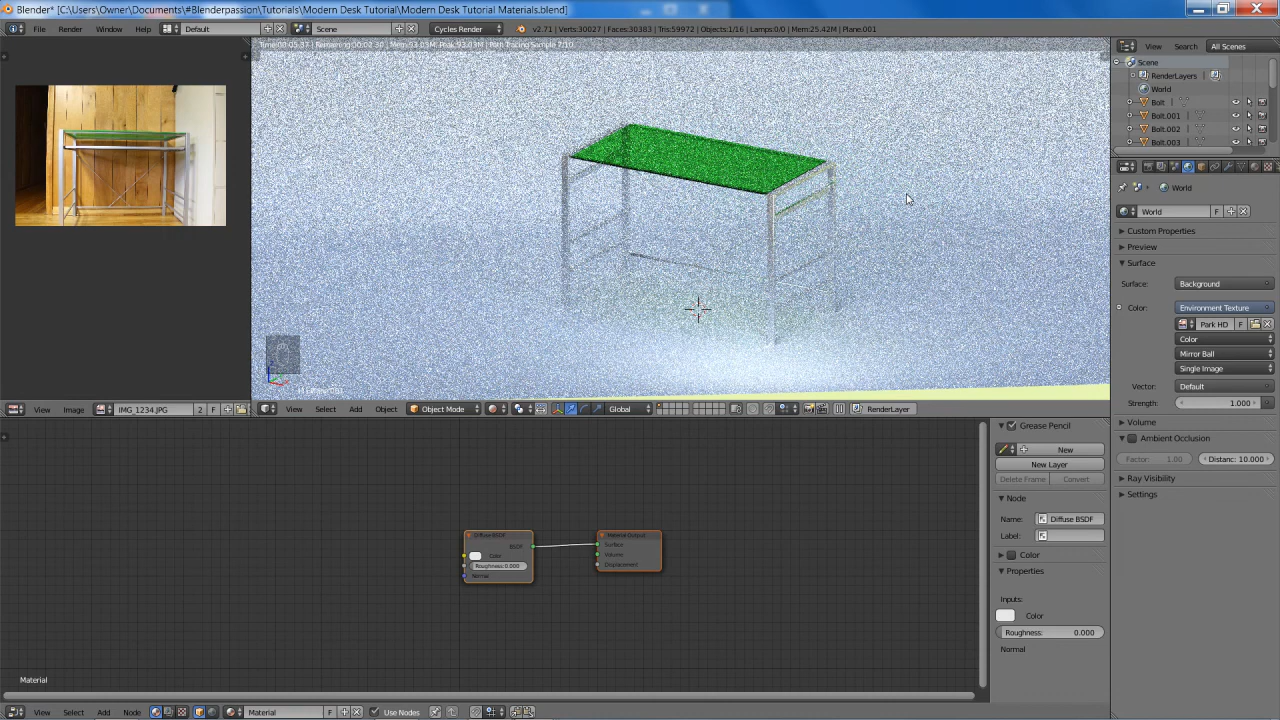 Blender* [C:\Users\Owner\Documents\#Blenderpassion\Tutorials\Modern Desk Tutorial\Modern Desk Tutorial Materials.blend]
File Render Window Help Default Scene Cycles Render v2.71 | Verts:30027 | Faces:30383 | Tris:59972 | Objects:1/16 | Lamps:0/0 | Mem:25.42M | Plane.001
View Search All Scenes
Scene
RenderLayers
World
Bolt
Bolt.001
Bolt.002
Bolt.003
World
World F
Custom Properties
Preview
Surface
Surface: Background
Color: Environment Texture
Park HD F
Color
Mirror Ball
Single Image
Vector: Default
Strength: 1.000
Volume
Ambient Occlusion
Factor: 1.00 Distanc: 10.000
Ray Visibility
Settings
View Image IMG_1234.JPG 2 F
View Select Add Object Object Mode Global RenderLayer
Grease Pencil
New
New Layer
Delete Frame Convert
Node
Name: Diffuse BSDF
Label:
Color
Properties
Inputs:
Color
Roughness: 0.000
Normal
Diffuse BSDF
BSDF
Color
Roughness: 0.000
Normal
Material Output
Surface
Volume
Displacement
Material
View Select Add Node Material F Use Nodes